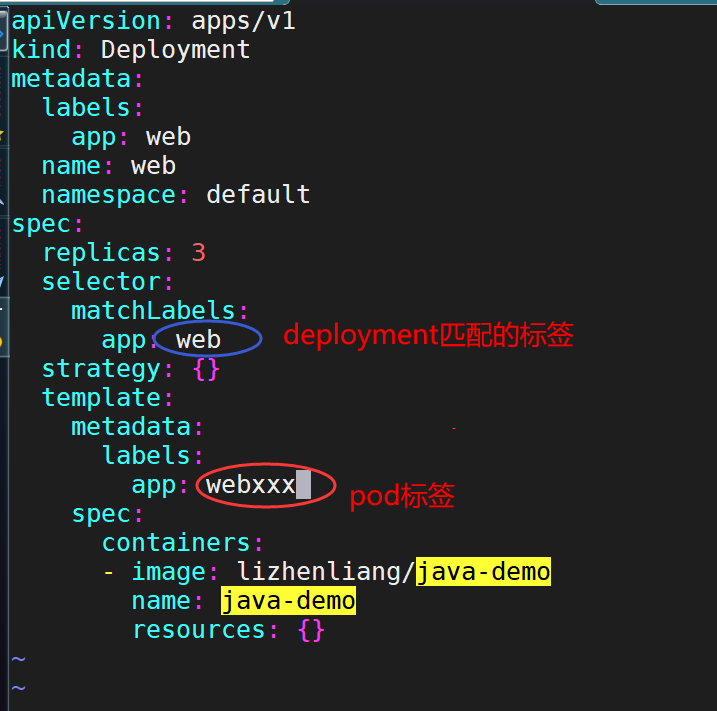 apiVersion: apps/v1
kind: Deployment
metadata:
  labels:
    app: web
  name: web
  namespace: default
spec:
  replicas: 3
  selector:
    matchLabels:
      app: web deployment匹配的标签
  strategy: {}
  template:
    metadata:
      labels:
        app: webxxx pod标签
    spec:
      containers:
      - image: lizhenliang/java-demo
        name: java-demo
        resources: {}
~
~